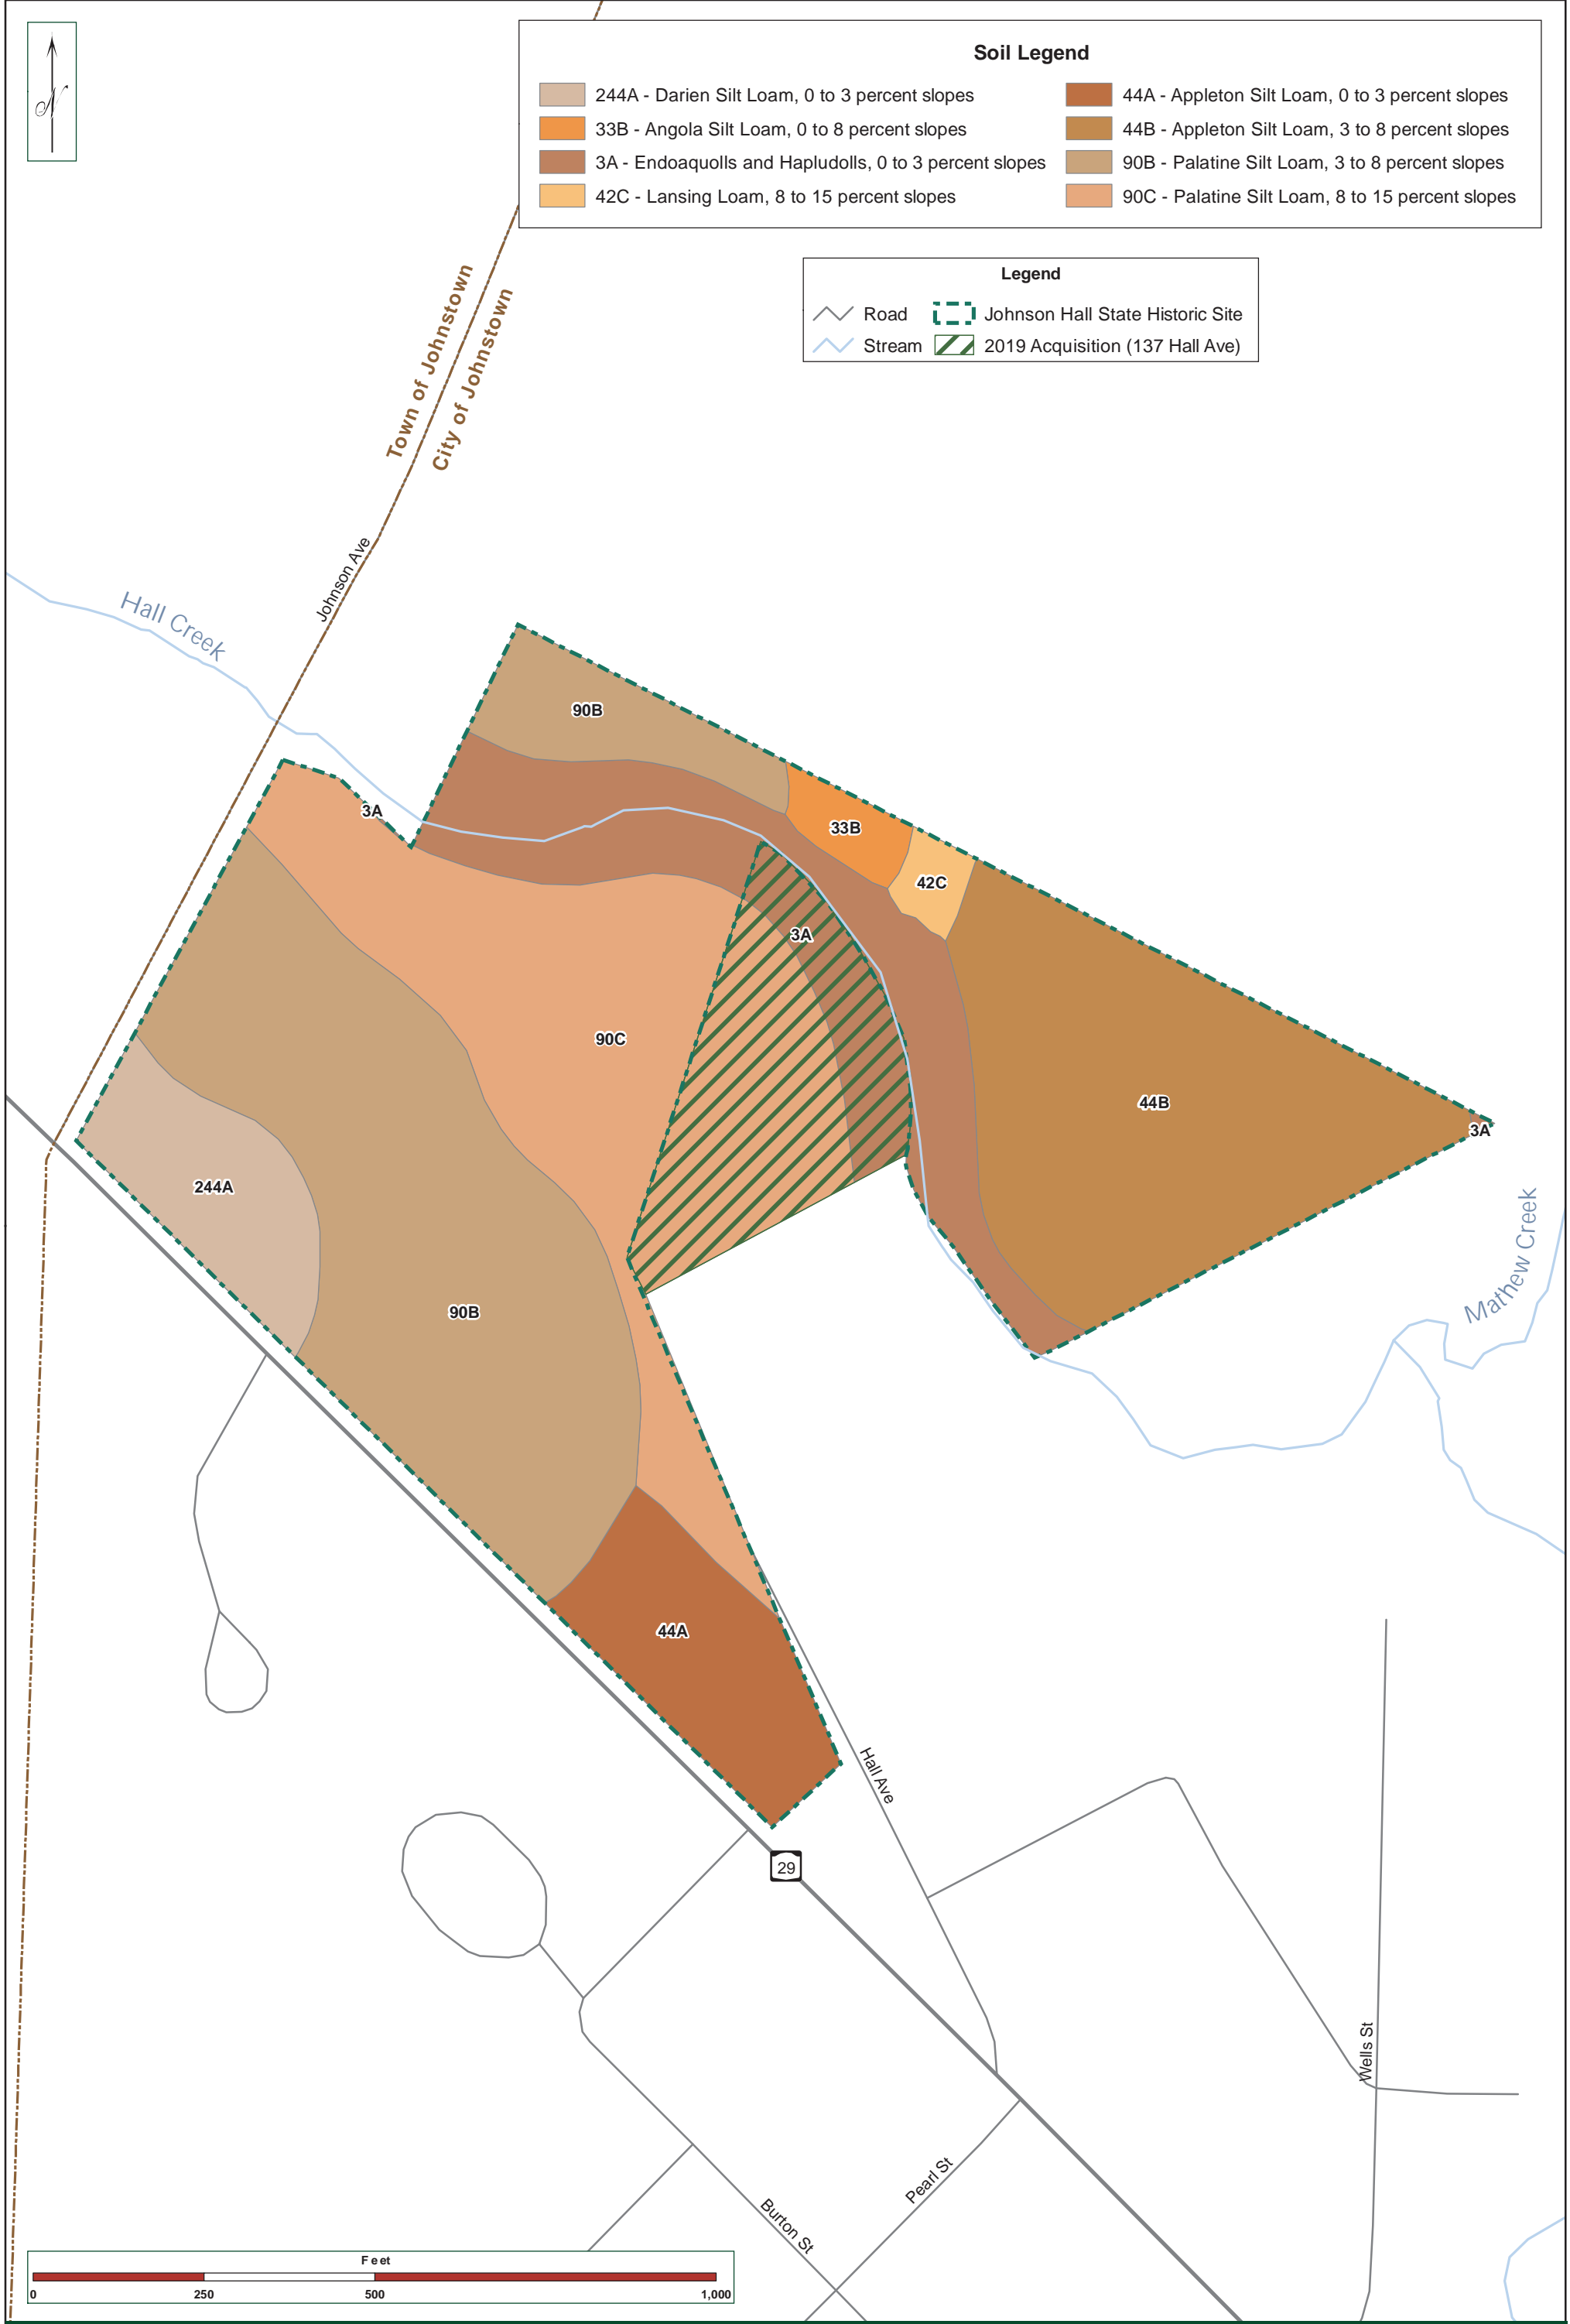 N
Soil Legend
244A - Darien Silt Loam, 0 to 3 percent slopes
33B - Angola Silt Loam, 0 to 8 percent slopes
3A - Endoaquolls and Hapludolls, 0 to 3 percent slopes
42C - Lansing Loam, 8 to 15 percent slopes
44A - Appleton Silt Loam, 0 to 3 percent slopes
44B - Appleton Silt Loam, 3 to 8 percent slopes
90B - Palatine Silt Loam, 3 to 8 percent slopes
90C - Palatine Silt Loam, 8 to 15 percent slopes
Legend
Road
Johnson Hall State Historic Site
Stream
2019 Acquisition (137 Hall Ave)
Town of Johnstown
City of Johnstown
Johnson Ave
Hall Creek
90B
3A
33B
42C
3A
90C
44B
3A
244A
Mathew Creek
90B
44A
Hall Ave
29
Wells St
Pearl St
Burton St
Feet
0 250 500 1,000